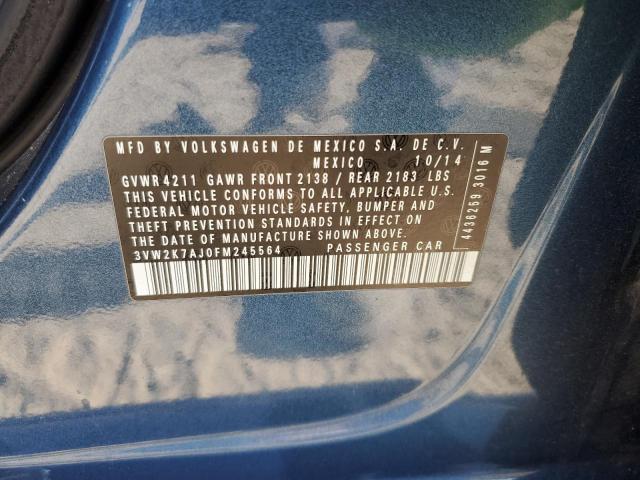 MFD BY VOLKSWAGEN DE MEXICO S.A. DE C.V.
MEXICO 10/14
GVWR 4211 GAWR FRONT 2138 / REAR 2183 LBS
THIS VEHICLE CONFORMS TO ALL APPLICABLE U.S.
FEDERAL MOTOR VEHICLE SAFETY, BUMPER AND
THEFT PREVENTION STANDARDS IN EFFECT ON
THE DATE OF MANUFACTURE SHOWN ABOVE.
3VW2K7AJ0FM245564 PASSENGER CAR
4436259 3016 M